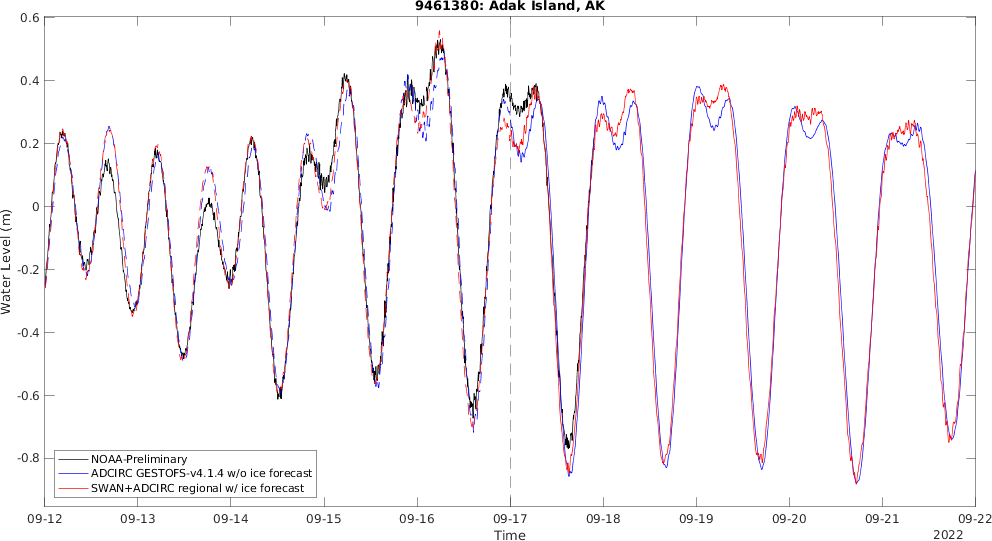 9461380: Adak Island, AK
Water Level (m)
0.6
0.4
0.2
0
-0.2
-0.4
-0.6
-0.8
NOAA-Preliminary
ADCIRC GESTOFS-v4.1.4 w/o ice forecast
SWAN+ADCIRC regional w/ ice forecast
09-12 09-13 09-14 09-15 09-16 09-17 09-18 09-19 09-20 09-21 09-22
Time
2022